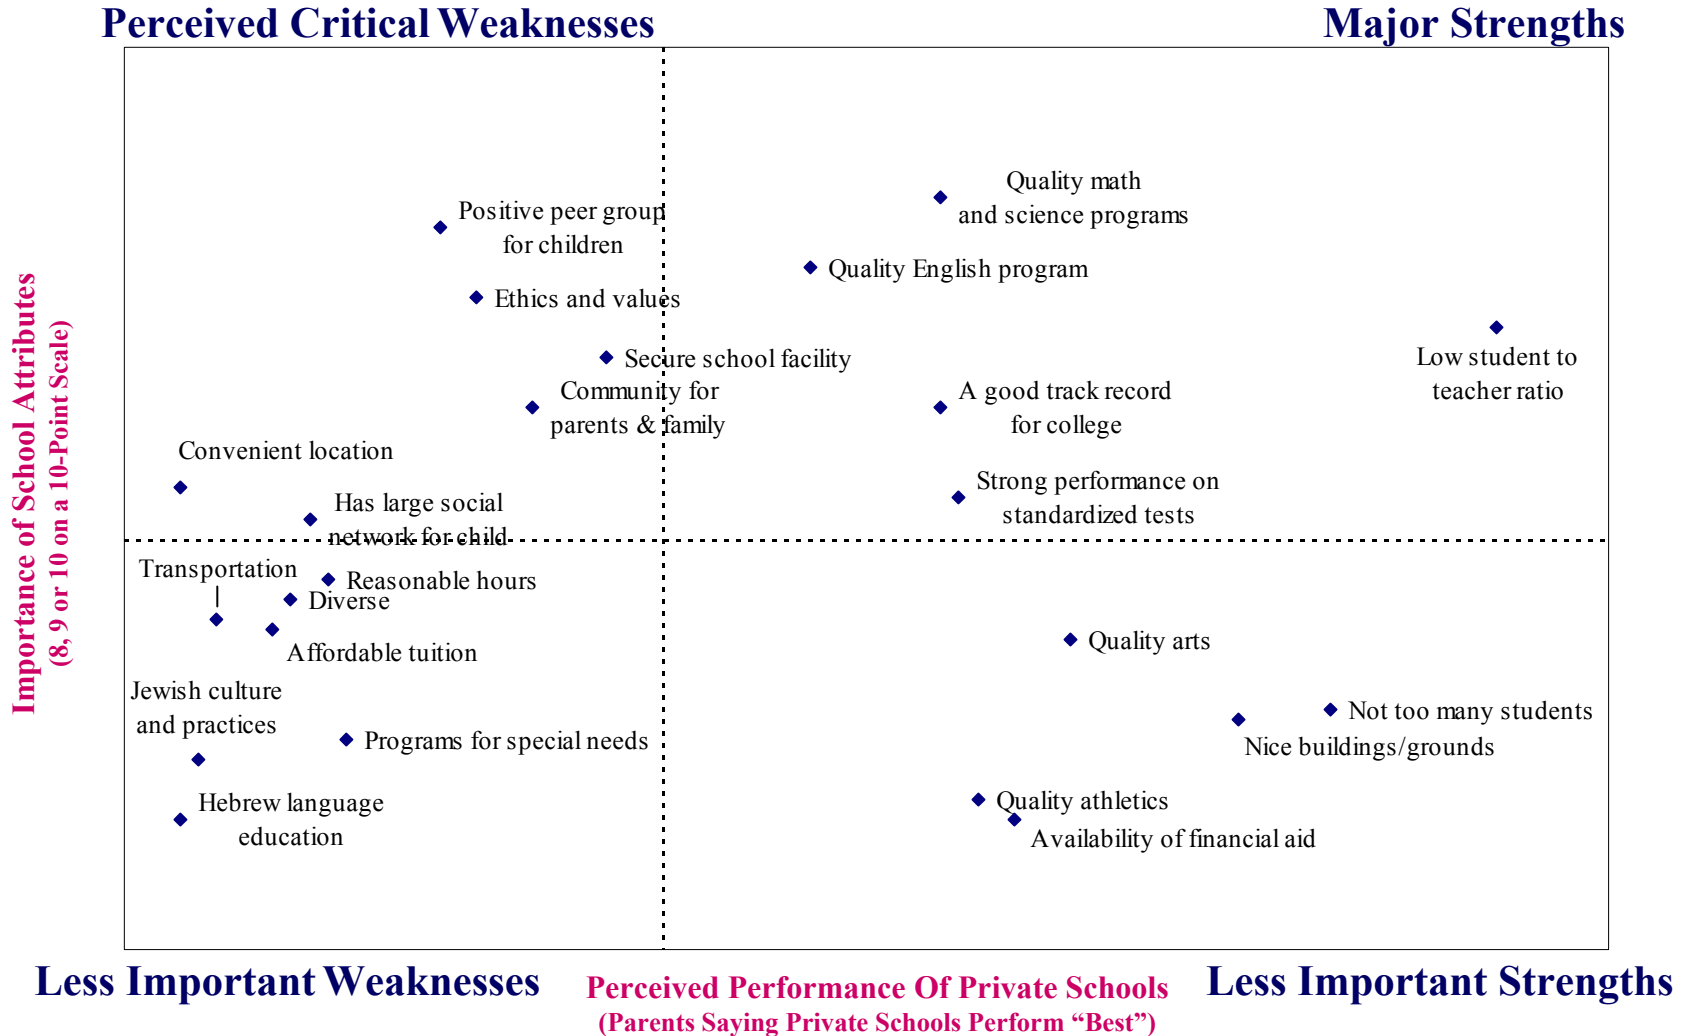 Perceived Critical Weaknesses
Major Strengths
Quality math
and science programs
Positive peer group
for children
Quality English program
Ethics and values
Secure school facility
Low student to
teacher ratio
Community for
parents & family
A good track record
for college
Convenient location
Strong performance on
standardized tests
Has large social
network for child
Transportation
Reasonable hours
Diverse
Affordable tuition
Quality arts
Jewish culture
and practices
Not too many students
Programs for special needs
Nice buildings/grounds
Hebrew language
education
Quality athletics
Availability of financial aid
Importance of School Attributes
(8, 9 or 10 on a 10-Point Scale)
Less Important Weaknesses
Perceived Performance Of Private Schools
(Parents Saying Private Schools Perform “Best”)
Less Important Strengths